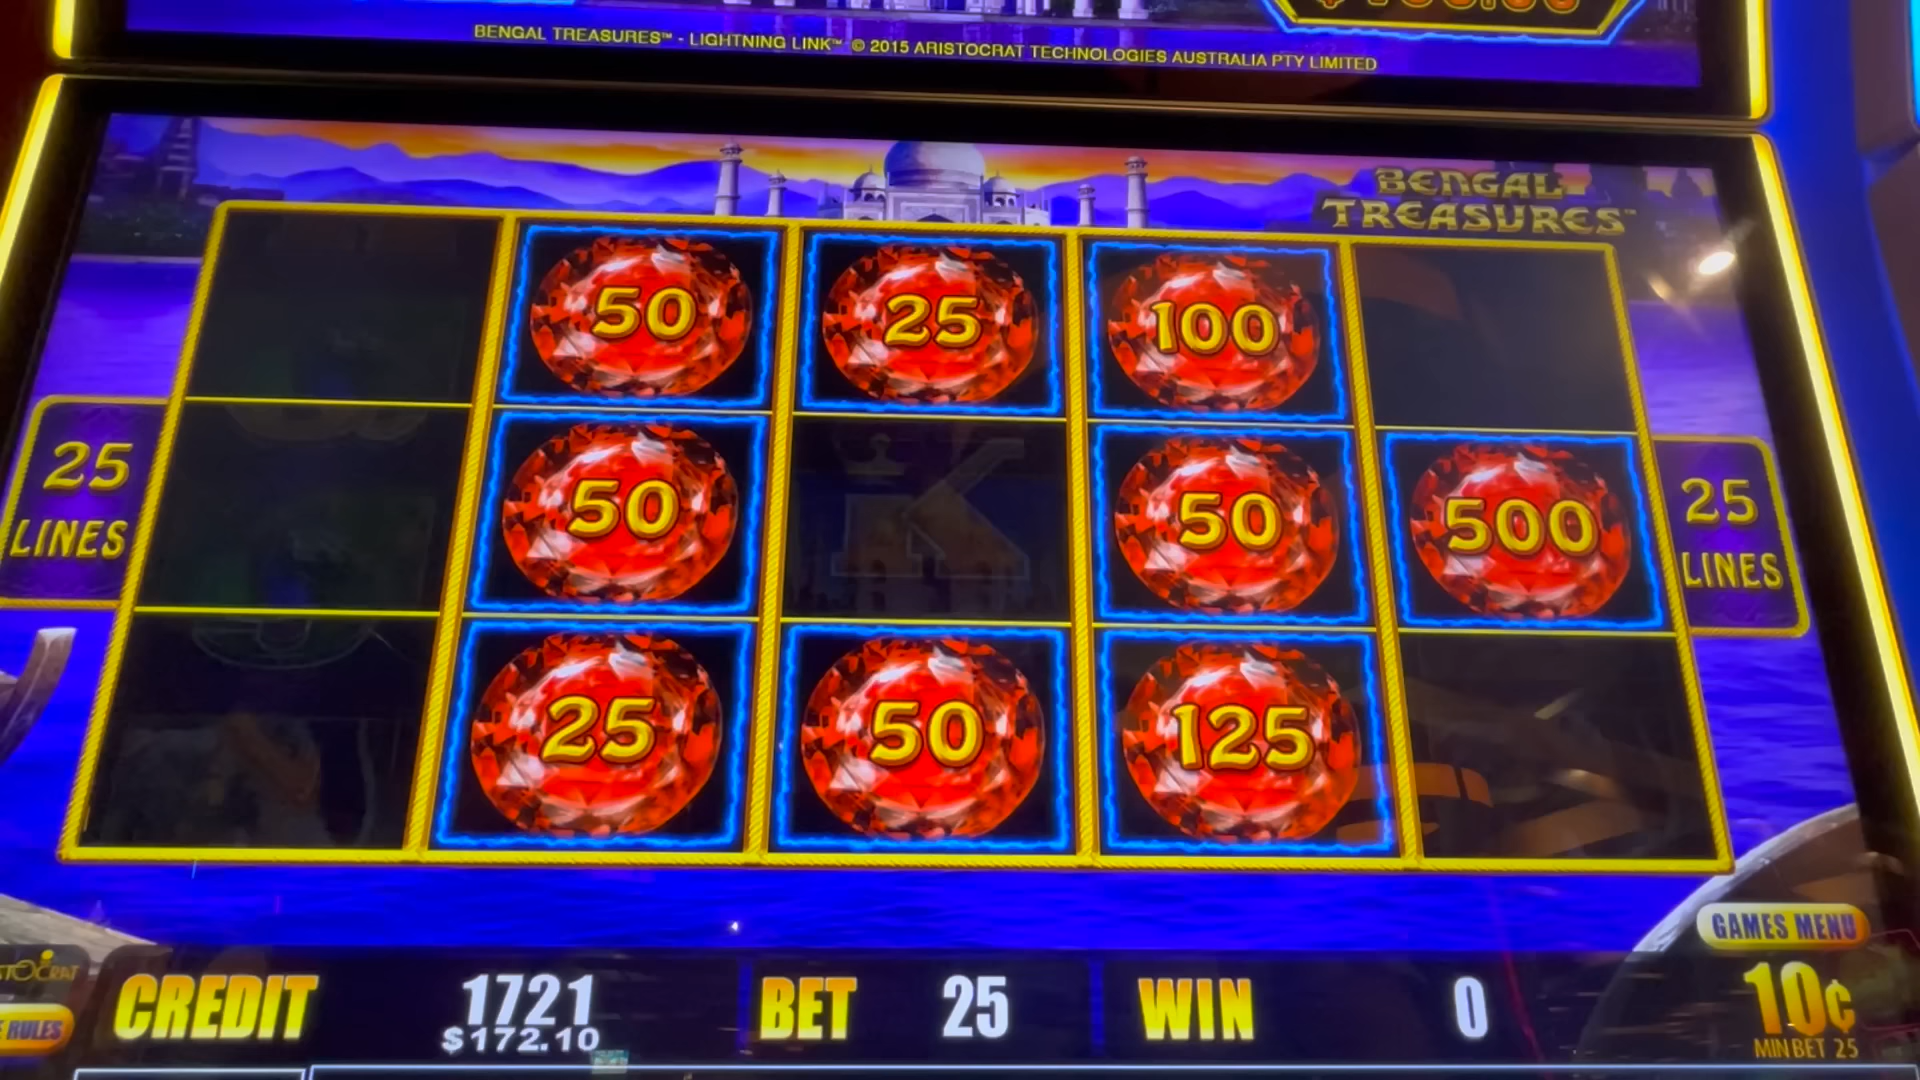 BENGAL TREASURES™ - LIGHTNING LINK™ © 2015 ARISTOCRAT TECHNOLOGIES AUSTRALIA PTY LIMITED
BENGAL
TREASURES™
50 25 100
25
LINES
50 K 50 500
25
LINES
25 50 125
GAMES MENU
CREDIT 1721
$172.10
BET 25
WIN 0
10¢
MIN BET 25
RULES